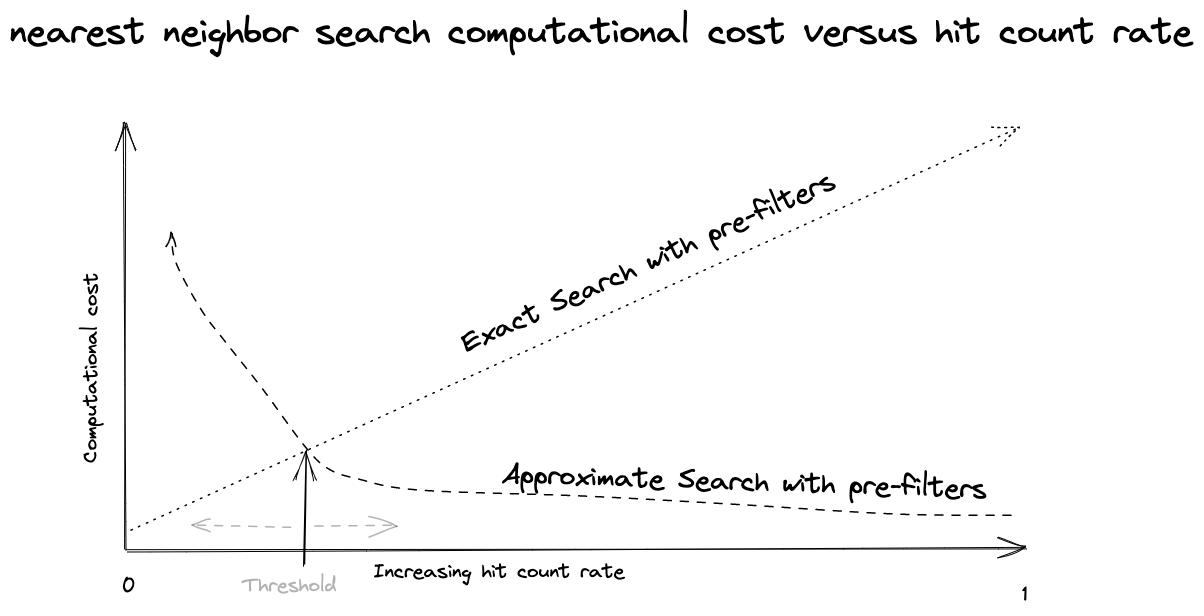 nearest neighbor search computational cost versus hit count rate
Exact Search with pre-filters
Computational cost
Approximate Search with pre-filters
Increasing hit count rate
0
Threshold
1